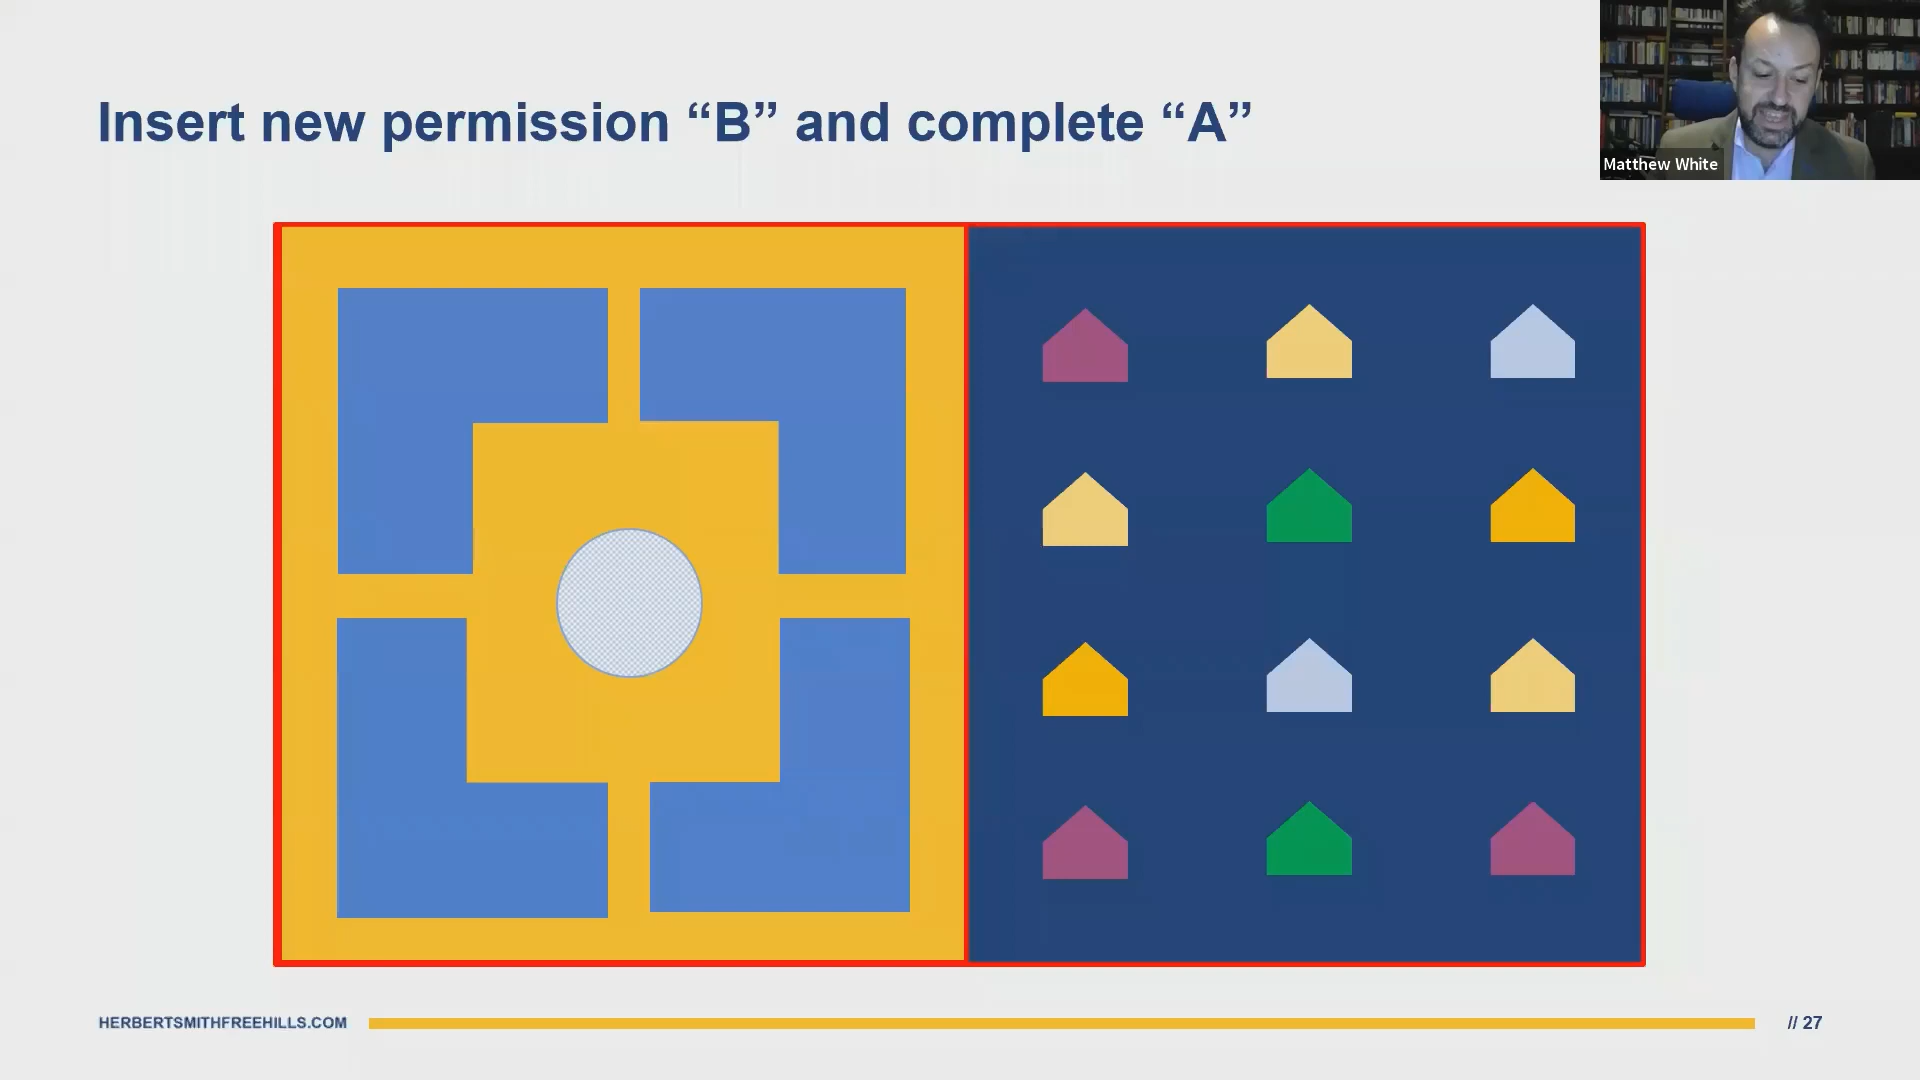 Insert new permission “B” and complete “A”
Matthew White
HERBERTSMITHFREEHILLS.COM
// 27